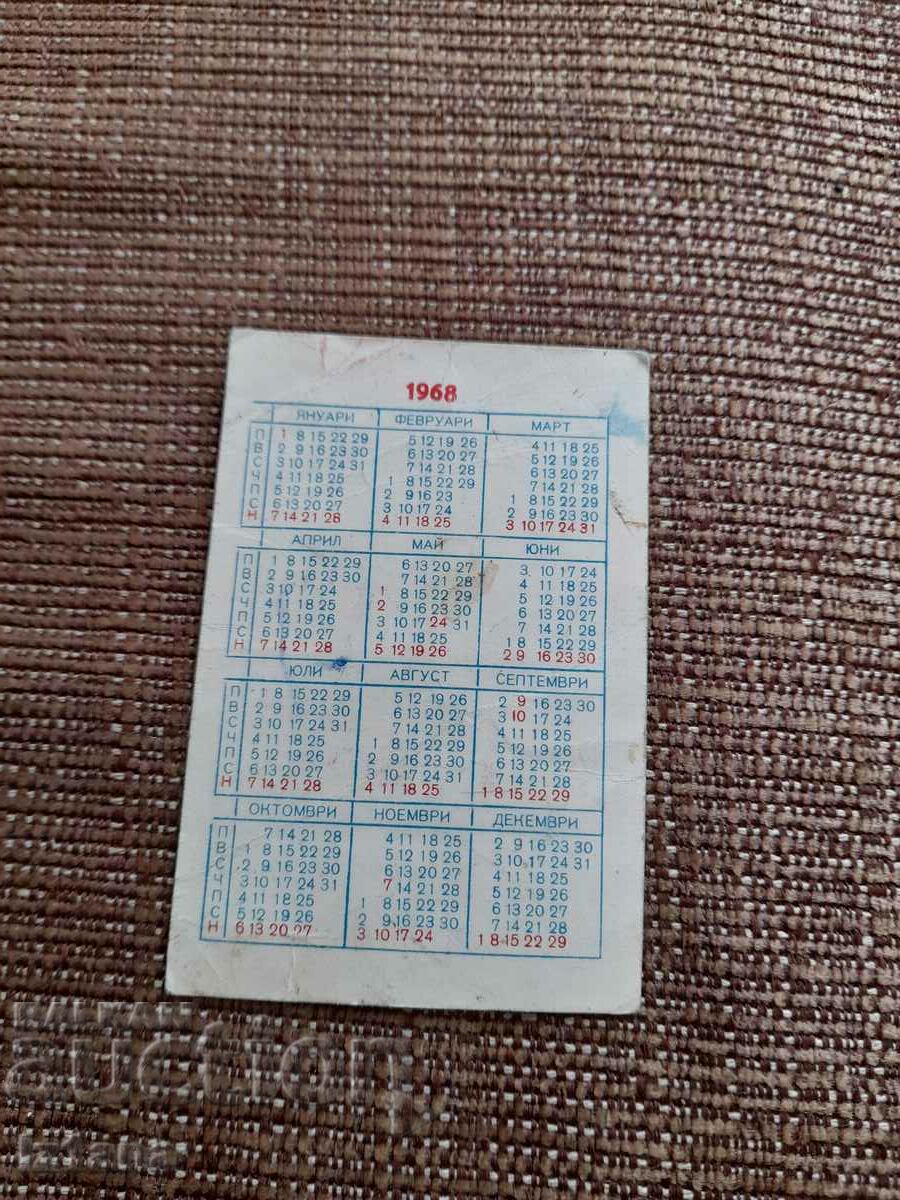 1968
ЯНУАРИ ФЕВРУАРИ МАРТ
П 1 8 15 22 29 5 12 19 26 4 11 18 25
В 2 9 16 23 30 6 13 20 27 5 12 19 26
С 3 10 17 24 31 7 14 21 28 6 13 20 27
Ч 4 11 18 25 1 8 15 22 29 7 14 21 28
П 5 12 19 26 2 9 16 23 1 8 15 22 29
С 6 13 20 27 3 10 17 24 2 9 16 23 30
Н 7 14 21 28 4 11 18 25 3 10 17 24 31
АПРИЛ МАЙ ЮНИ
П 1 8 15 22 29 6 13 20 27 3 10 17 24
В 2 9 16 23 30 7 14 21 28 4 11 18 25
С 3 10 17 24 1 8 15 22 29 5 12 19 26
Ч 4 11 18 25 2 9 16 23 30 6 13 20 27
П 5 12 19 26 3 10 17 24 31 7 14 21 28
С 6 13 20 27 4 11 18 25 1 8 15 22 29
Н 7 14 21 28 5 12 19 26 2 9 16 23 30
ЮЛИ АВГУСТ СЕПТЕМВРИ
П 1 8 15 22 29 5 12 19 26 2 9 16 23 30
В 2 9 16 23 30 6 13 20 27 3 10 17 24
С 3 10 17 24 31 7 14 21 28 4 11 18 25
Ч 4 11 18 25 1 8 15 22 29 5 12 19 26
П 5 12 19 26 2 9 16 23 30 6 13 20 27
С 6 13 20 27 3 10 17 24 31 7 14 21 28
Н 7 14 21 28 4 11 18 25 1 8 15 22 29
ОКТОМВРИ НОЕМВРИ ДЕКЕМВРИ
П 7 14 21 28 4 11 18 25 2 9 16 23 30
В 1 8 15 22 29 5 12 19 26 3 10 17 24 31
С 2 9 16 23 30 6 13 20 27 4 11 18 25
Ч 3 10 17 24 31 7 14 21 28 5 12 19 26
П 4 11 18 25 1 8 15 22 29 6 13 20 27
С 5 12 19 26 2 9 16 23 30 7 14 21 28
Н 6 13 20 27 3 10 17 24 1 8 15 22 29
BALKAN
auction